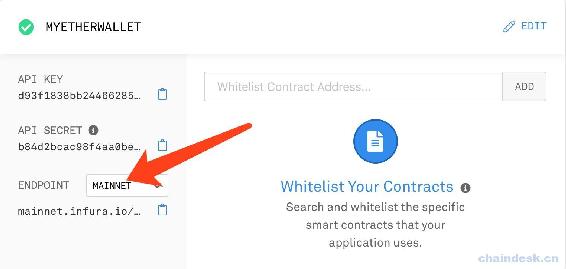 MYETHERWALLET
EDIT
API KEY
d93f1838bb24466285…
API SECRET
b84d2bcac98f4aa0be…
ENDPOINT MAINNET
mainnet.infura.io/…
Whitelist Contract Address...
ADD
Whitelist Your Contracts
Search and whitelist the specific
smart contracts that your
application uses.
chaindesk.cn